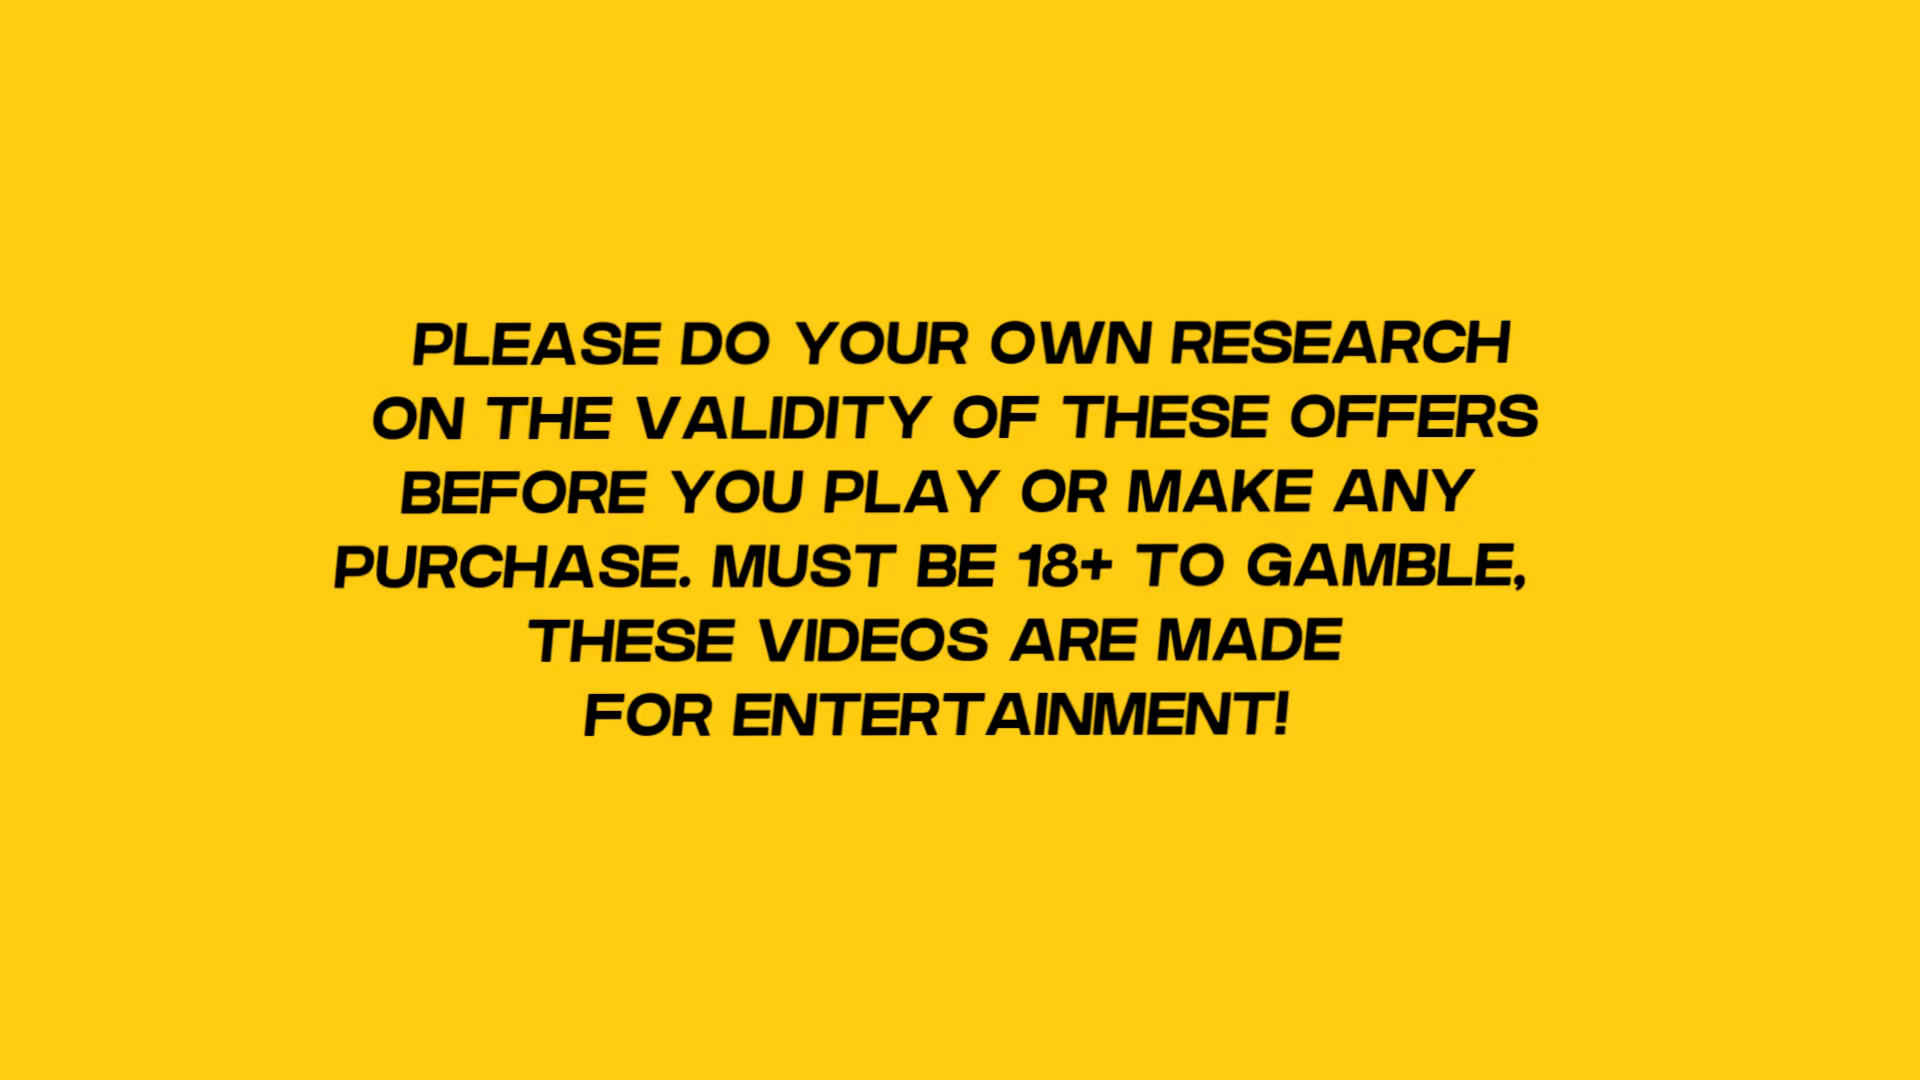 PLEASE DO YOUR OWN RESEARCH
ON THE VALIDITY OF THESE OFFERS
BEFORE YOU PLAY OR MAKE ANY
PURCHASE. MUST BE 18+ TO GAMBLE,
THESE VIDEOS ARE MADE
FOR ENTERTAINMENT!